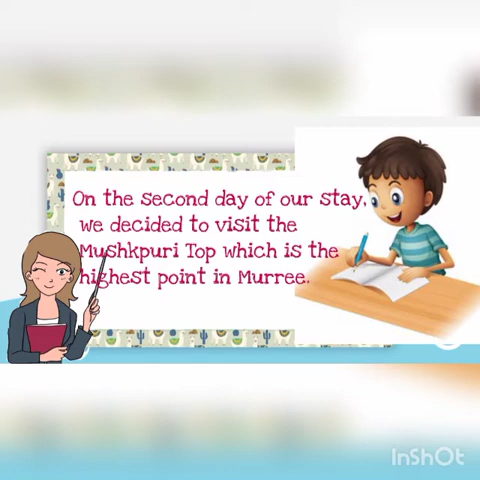 On the second day of our stay,
we decided to visit the
Mushkpuri Top which is the
highest point in Murree.
InShOt